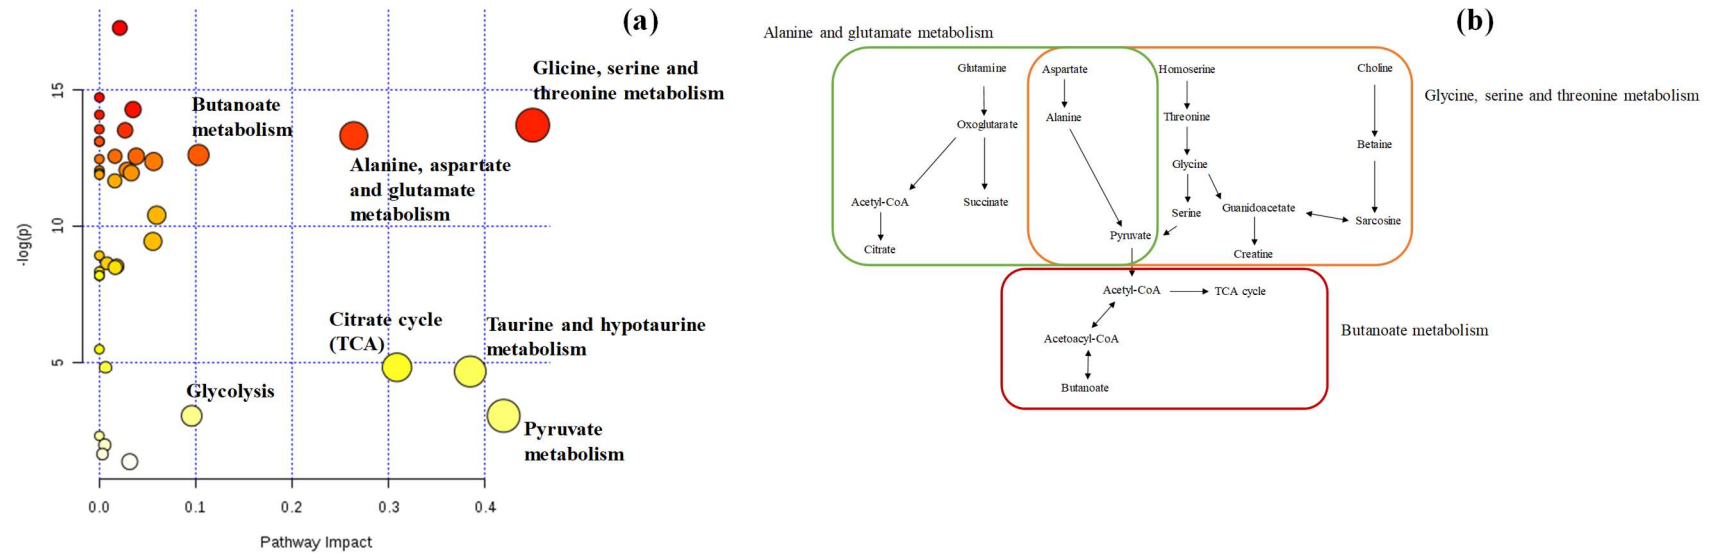 (a)
Glicine, serine and
threonine metabolism
Butanoate
metabolism
Alanine, aspartate
and glutamate
metabolism
Citrate cycle
(TCA)
Taurine and hypotaurine
metabolism
Glycolysis
Pyruvate
metabolism
15
10
5
-log(p)
0.0 0.1 0.2 0.3 0.4
Pathway Impact
(b)
Alanine and glutamate metabolism
Glutamine Aspartate Homoserine Choline
Glycine, serine and threonine metabolism
Oxoglutarate Alanine Threonine
Betaine
Glycine
Acetyl-CoA Succinate Serine Guanidoacetate Sarcosine
Citrate Pyruvate Creatine
Acetyl-CoA TCA cycle
Butanoate metabolism
Acetoacyl-CoA
Butanoate